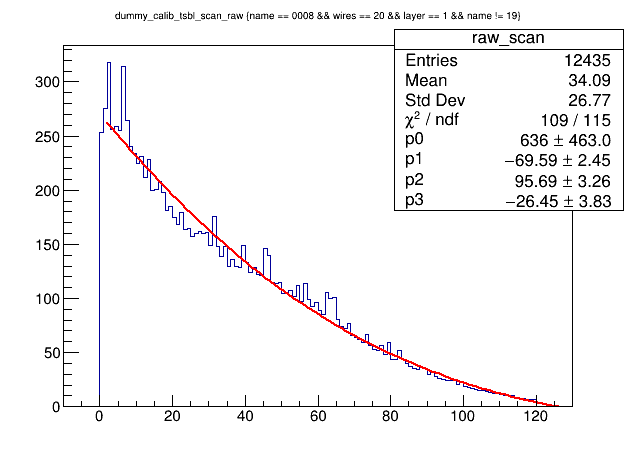 dummy_calib_tsbl_scan_raw {name == 0008 && wires == 20 && layer == 1 && name != 19}
raw_scan
Entries 12435
Mean 34.09
Std Dev 26.77
χ² / ndf 109 / 115
p0 636 ± 463.0
p1 −69.59 ± 2.45
p2 95.69 ± 3.26
p3 −26.45 ± 3.83
300
250
200
150
100
50
0
0 20 40 60 80 100 120